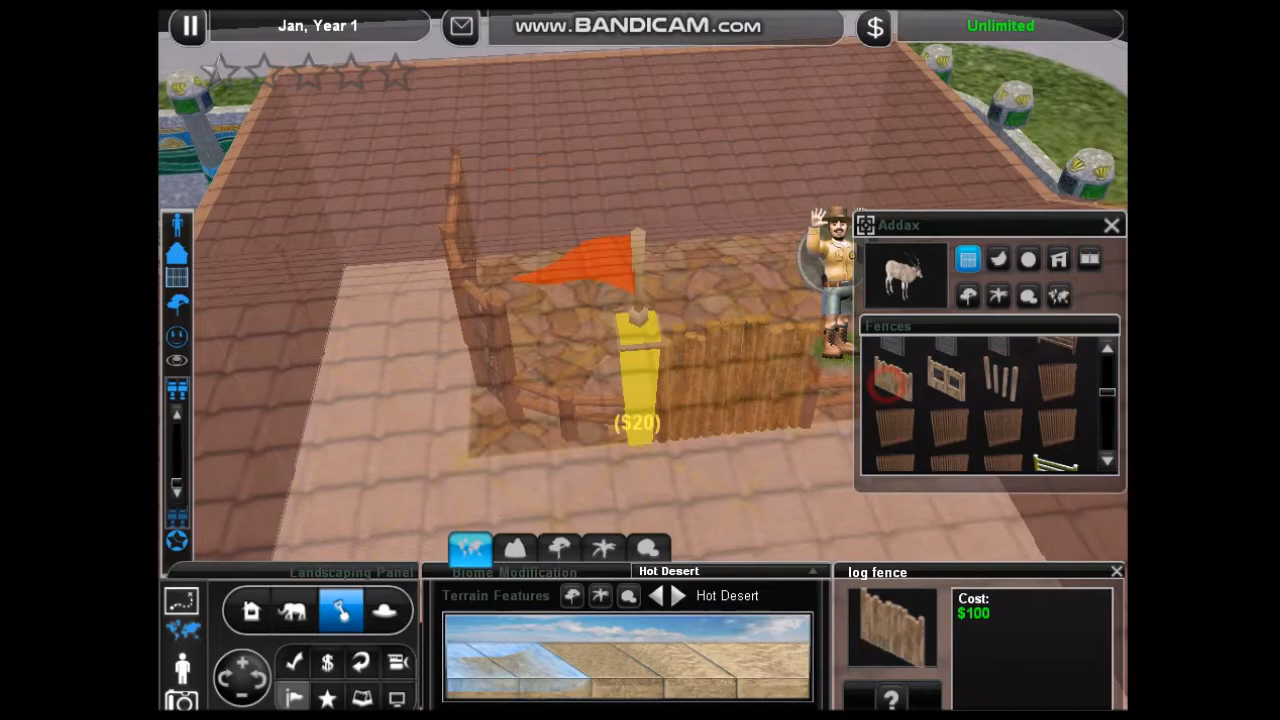 Jan, Year 1
www.BANDICAM.com
$
Unlimited
Addax
Fences
($20)
Landscaping Panel
Biome Modification
Hot Desert
log fence
Terrain Features
Hot Desert
Cost:
$100
$
?